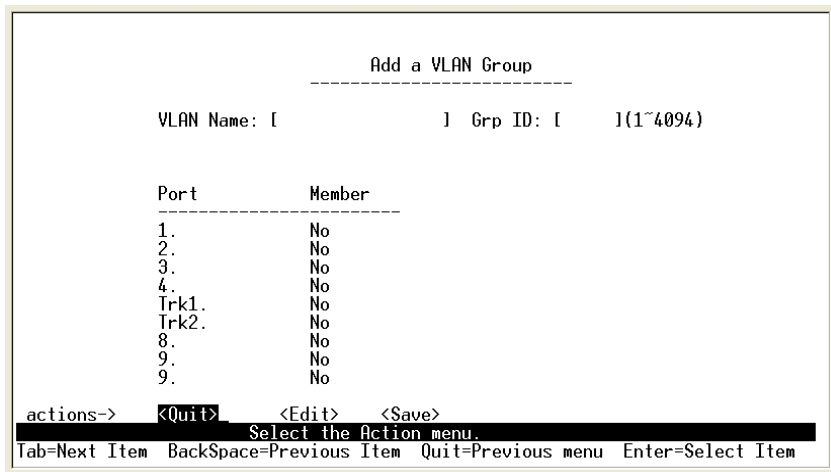 Add a VLAN Group
--------------------------
VLAN Name: [                ]  Grp ID: [     ](1~4094)
Port           Member
------------------------
1.             No
2.             No
3.             No
4.             No
Trk1.          No
Trk2.          No
8.             No
9.             No
9.             No
actions->    <Quit>      <Edit>    <Save>
Select the Action menu.
Tab=Next Item  BackSpace=Previous Item  Quit=Previous menu  Enter=Select Item